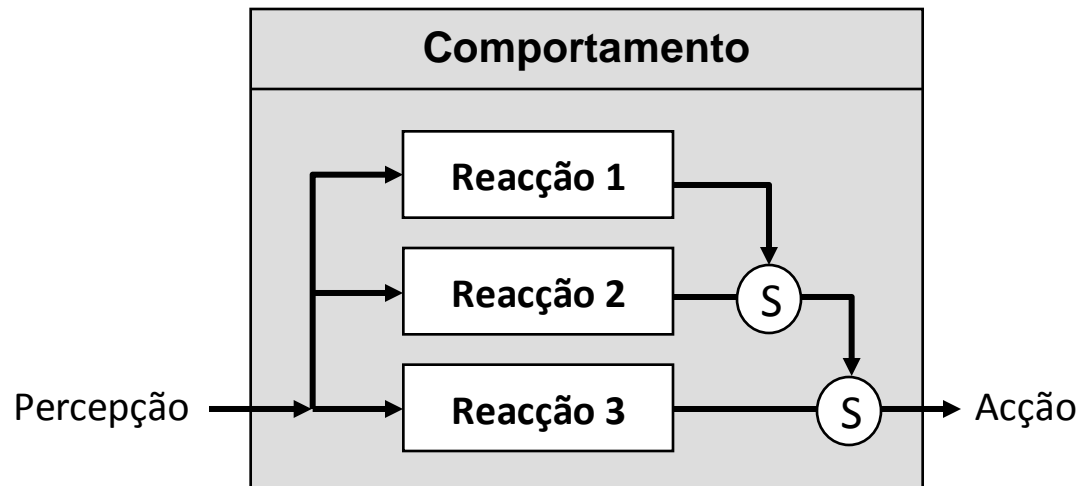 Comportamento
Reacção 1
Reacção 2
S
Reacção 3
Percepção
S
Acção